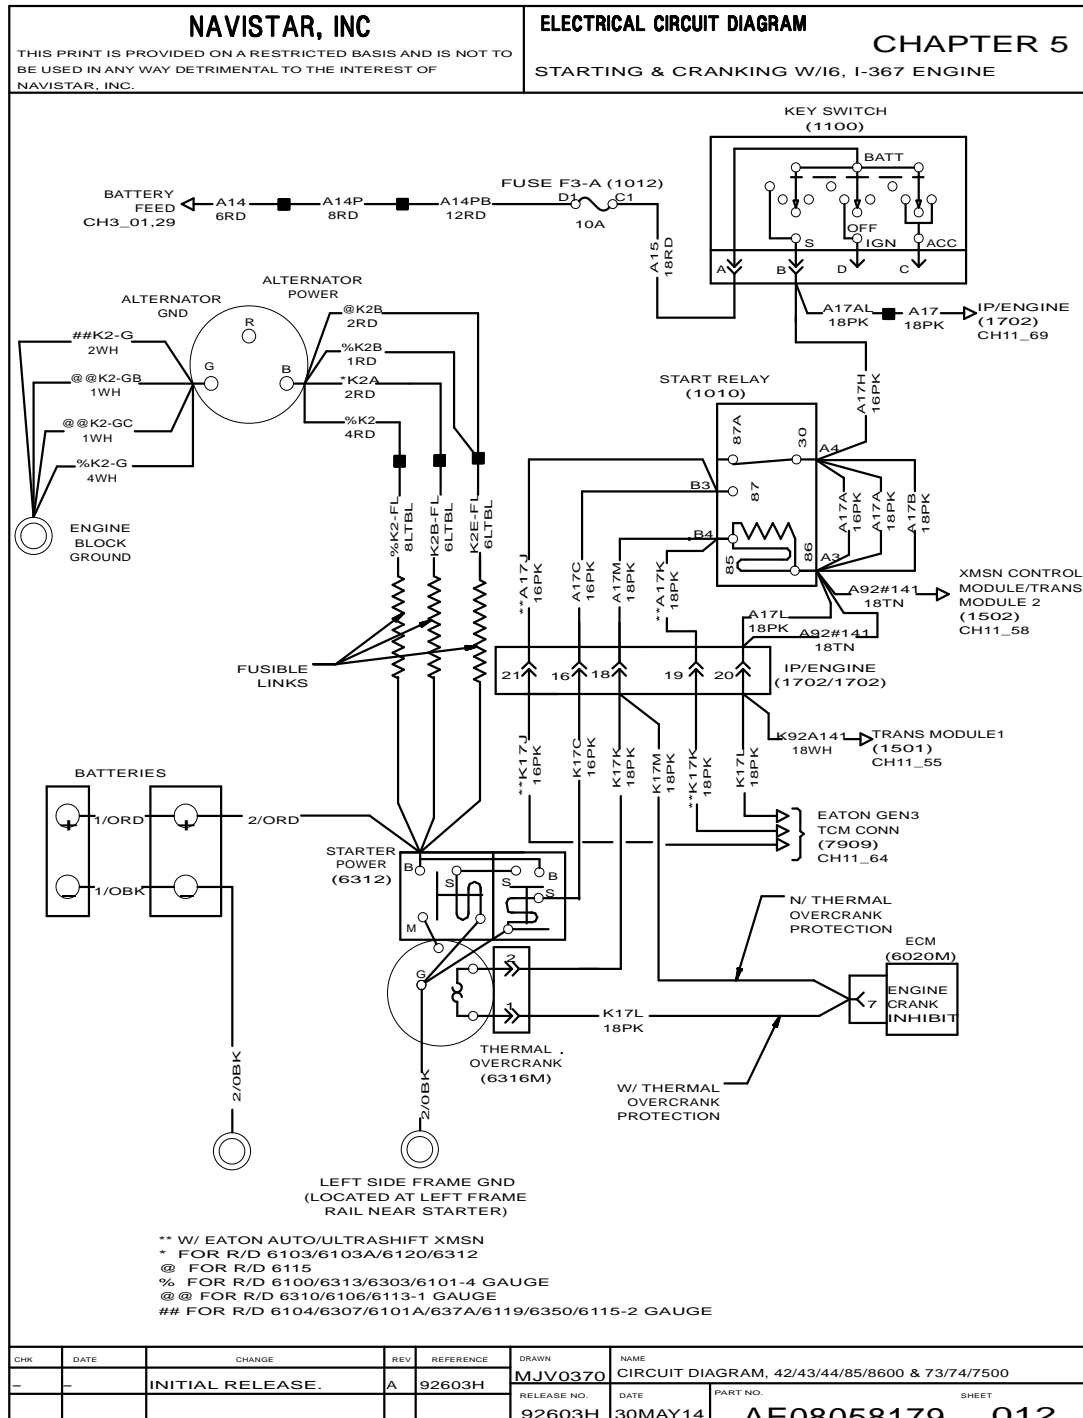 NAVISTAR, INC
THIS PRINT IS PROVIDED ON A RESTRICTED BASIS AND IS NOT TO
BE USED IN ANY WAY DETRIMENTAL TO THE INTEREST OF
NAVISTAR, INC.
ELECTRICAL CIRCUIT DIAGRAM
CHAPTER 5
STARTING & CRANKING W/I6, I-367 ENGINE
KEY SWITCH
(1100)
BATT
OFF
S
IGN
ACC
A
B
D
C
BATTERY
FEED
CH3_01,29
A14
6RD
A14P
8RD
A14PB
12RD
FUSE F3-A (1012)
D1
C1
10A
A15
18RD
A17AL
18PK
A17
18PK
IP/ENGINE
(1702)
CH11_69
ALTERNATOR
GND
ALTERNATOR
POWER
R
G
B
##K2-G
2WH
@@K2-GB
1WH
@@K2-GC
1WH
%K2-G
4WH
@K2B
2RD
%K2B
1RD
*K2A
2RD
%K2
4RD
ENGINE
BLOCK
GROUND
%K2-FL
8LTBL
K2B-FL
6LTBL
K2E-FL
6LTBL
FUSIBLE
LINKS
START RELAY
(1010)
87A
30
87
85
86
A4
B3
B4
A3
A17H
16PK
A17A
16PK
A17A
18PK
A17B
18PK
**A17J
16PK
A17C
16PK
A17M
18PK
**A17K
18PK
A17L
18PK
A92#141
18TN
A92#141
18TN
XMSN CONTROL
MODULE/TRANS
MODULE 2
(1502)
CH11_58
21
16
18
19
20
IP/ENGINE
(1702/1702)
**K17J
16PK
K17C
16PK
K17K
18PK
K17M
18PK
**K17K
18PK
K17L
18PK
K92A141
18WH
TRANS MODULE1
(1501)
CH11_55
EATON GEN3
TCM CONN
(7909)
CH11_64
BATTERIES
1/ORD
2/ORD
1/OBK
+
+
–
–
STARTER
POWER
(6312)
B
S
S
B
S
M
G
2
1
THERMAL .
OVERCRANK
(6316M)
K17L
18PK
N/ THERMAL
OVERCRANK
PROTECTION
W/ THERMAL
OVERCRANK
PROTECTION
ECM
(6020M)
7
ENGINE
CRANK
INHIBIT
2/0BK
2/0BK
LEFT SIDE FRAME GND
(LOCATED AT LEFT FRAME
RAIL NEAR STARTER)
** W/ EATON AUTO/ULTRASHIFT XMSN
* FOR R/D 6103/6103A/6120/6312
@ FOR R/D 6115
% FOR R/D 6100/6313/6303/6101-4 GAUGE
@@ FOR R/D 6310/6106/6113-1 GAUGE
## FOR R/D 6104/6307/6101A/637A/6119/6350/6115-2 GAUGE
CHK DATE CHANGE REV REFERENCE
– – INITIAL RELEASE. A 92603H
DRAWN
MJV0370
NAME
CIRCUIT DIAGRAM, 42/43/44/85/8600 & 73/74/7500
RELEASE NO.
92603H
DATE
30MAY14
PART NO.
AE08058179
SHEET
012